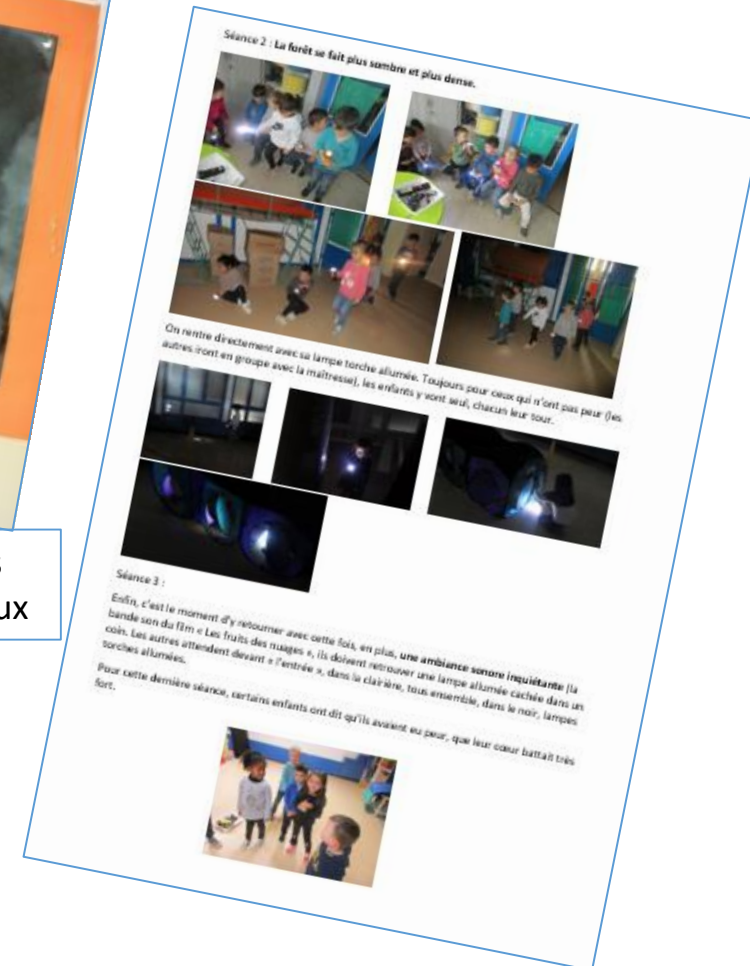 Séance 2 : La forêt se fait plus sombre et plus dense.
On rentre directement avec sa lampe torche allumée. Toujours pour ceux qui n'ont pas peur (les
autres iront en groupe avec la maîtresse), les enfants y vont seul, chacun leur tour.
Séance 3 :
Enfin, c'est le moment d'y retourner avec cette fois, en plus, une ambiance sonore inquiétante (la
bande son du film « Les fruits des nuages », ils doivent retrouver une lampe allumée cachée dans un
coin. Les autres attendent devant « l'entrée », dans la clairière, tous ensemble, dans le noir, lampes
torches allumées.
Pour cette dernière séance, certains enfants ont dit qu'ils avaient eu peur, que leur cœur battait très
fort.
s
ux